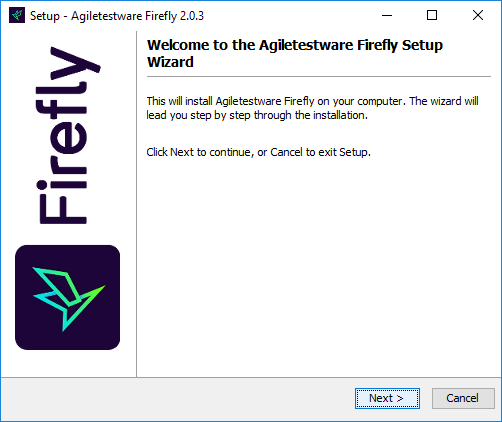 Setup - Agiletestware Firefly 2.0.3
Firefly
Welcome to the Agiletestware Firefly Setup
Wizard
This will install Agiletestware Firefly on your computer. The wizard will
lead you step by step through the installation.
Click Next to continue, or Cancel to exit Setup.
Next >
Cancel